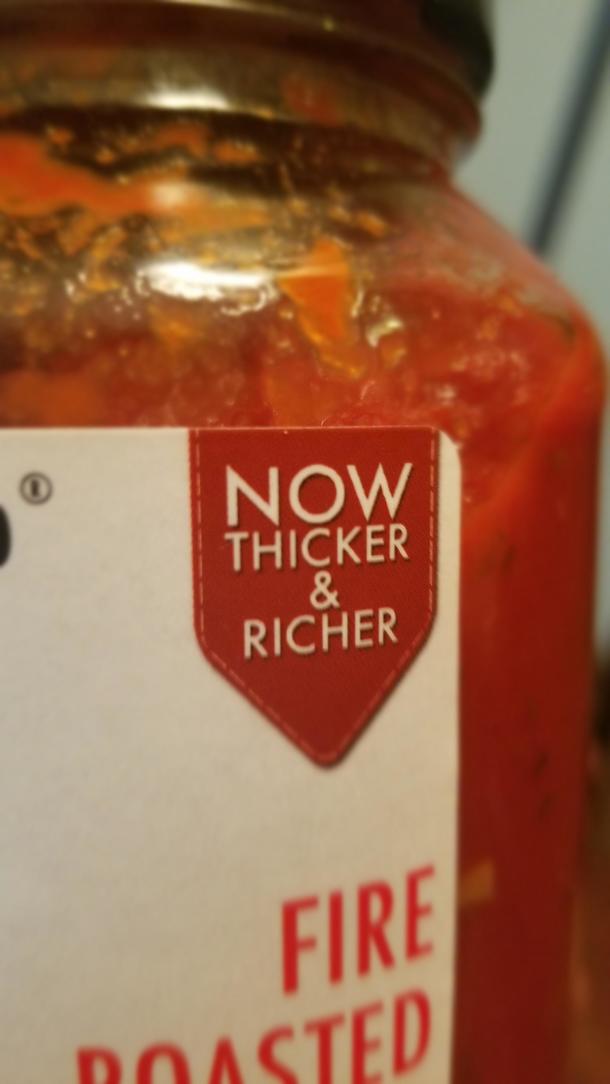 ®
NOW
THICKER
&
RICHER
FIRE
ROASTED